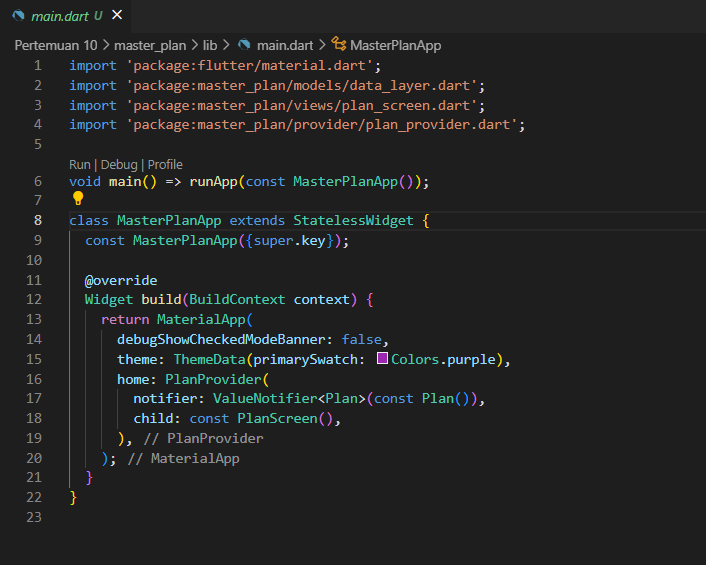 main.dart U
Pertemuan 10 > master_plan > lib > main.dart > MasterPlanApp
1 import 'package:flutter/material.dart';
2 import 'package:master_plan/models/data_layer.dart';
3 import 'package:master_plan/views/plan_screen.dart';
4 import 'package:master_plan/provider/plan_provider.dart';
5
Run | Debug | Profile
6 void main() => runApp(const MasterPlanApp());
7
8 class MasterPlanApp extends StatelessWidget {
9   const MasterPlanApp({super.key});
10
11   @override
12   Widget build(BuildContext context) {
13     return MaterialApp(
14       debugShowCheckedModeBanner: false,
15       theme: ThemeData(primarySwatch: Colors.purple),
16       home: PlanProvider(
17         notifier: ValueNotifier<Plan>(const Plan()),
18         child: const PlanScreen(),
19       ), // PlanProvider
20     ); // MaterialApp
21   }
22 }
23